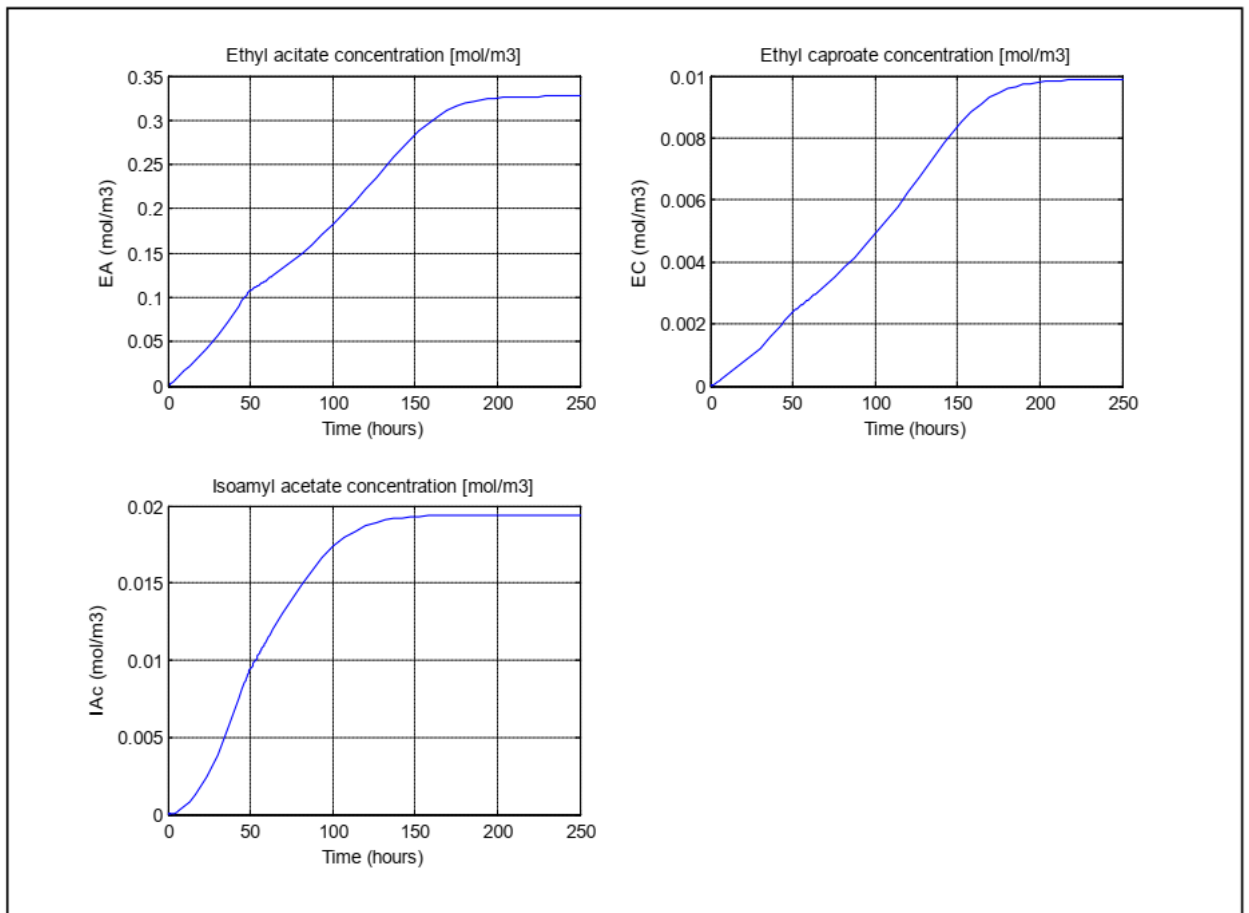 Ethyl acitate concentration [mol/m3]
0.35
0.3
0.25
0.2
0.15
0.1
0.05
0
EA (mol/m3)
0 50 100 150 200 250
Time (hours)
Ethyl caproate concentration [mol/m3]
0.01
0.008
0.006
0.004
0.002
0
EC (mol/m3)
0 50 100 150 200 250
Time (hours)
Isoamyl acetate concentration [mol/m3]
0.02
0.015
0.01
0.005
0
IAc (mol/m3)
0 50 100 150 200 250
Time (hours)